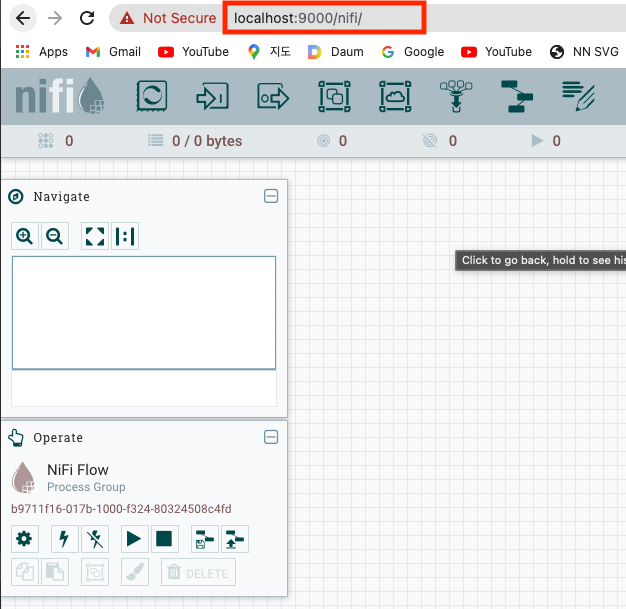 Not Secure localhost:9000/nifi/
Apps Gmail YouTube 지도 Daum Google YouTube NN SVG
nifi
0 0 / 0 bytes 0 0 0
Navigate
Click to go back, hold to see his
Operate
NiFi Flow
Process Group
b9711f16-017b-1000-f324-80324508c4fd
DELETE